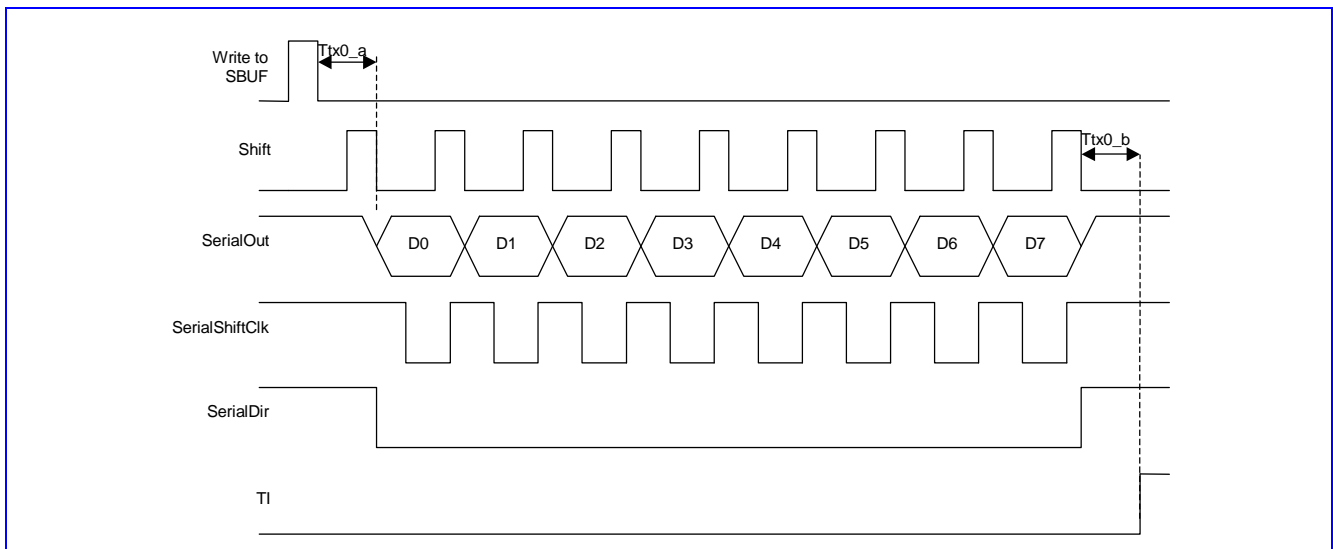 Write to
SBUF
Ttx0_a
Shift
Ttx0_b
SerialOut
D0 D1 D2 D3 D4 D5 D6 D7
SerialShiftClk
SerialDir
TI